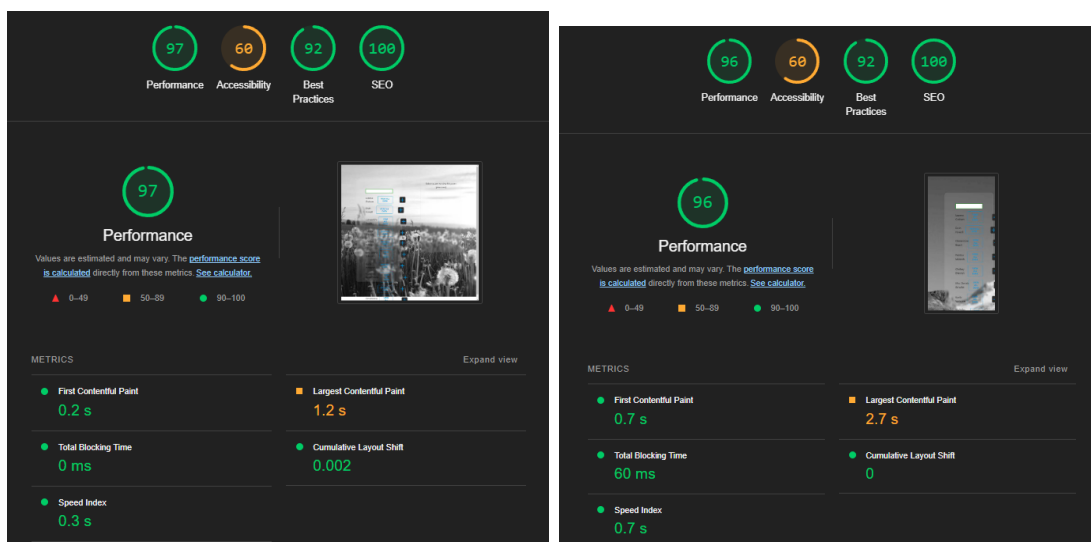 97
60
92
100
Performance
Accessibility
Best
Practices
SEO
97
Performance
Values are estimated and may vary. The performance score
is calculated directly from these metrics. See calculator.
0–49
50–89
90–100
METRICS
Expand view
First Contentful Paint
0.2 s
Largest Contentful Paint
1.2 s
Total Blocking Time
0 ms
Cumulative Layout Shift
0.002
Speed Index
0.3 s
96
60
92
100
Performance
Accessibility
Best
Practices
SEO
96
Performance
Values are estimated and may vary. The performance score
is calculated directly from these metrics. See calculator.
0–49
50–89
90–100
METRICS
Expand view
First Contentful Paint
0.7 s
Largest Contentful Paint
2.7 s
Total Blocking Time
60 ms
Cumulative Layout Shift
0
Speed Index
0.7 s